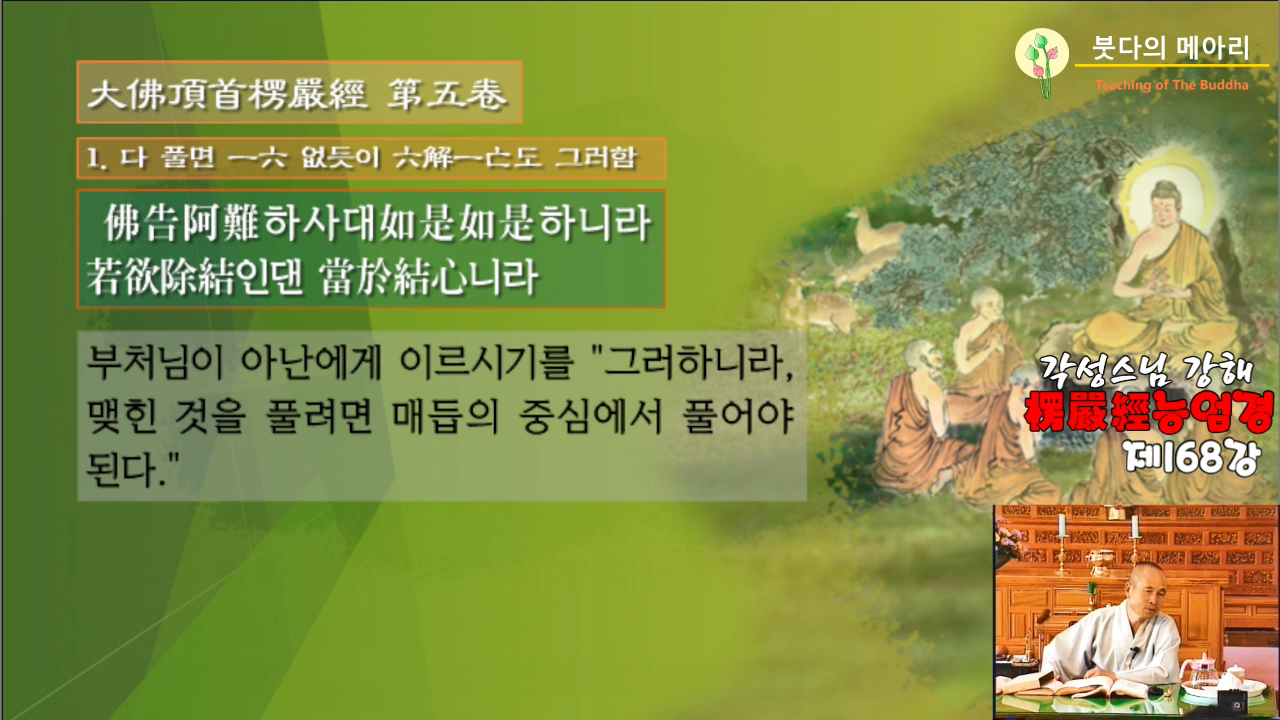 붓다의 메아리
Teaching of The Buddha
大佛頂首楞嚴經 第五卷
1. 다 풀면 一六 없듯이 六解一亡도 그러함
佛告阿難하사대如是如是하니라
若欲除結인댄 當於結心니라
부처님이 아난에게 이르시기를 "그러하니라,
맺힌 것을 풀려면 매듭의 중심에서 풀어야
된다."
각성스님 강해
楞嚴經능엄경
제168강